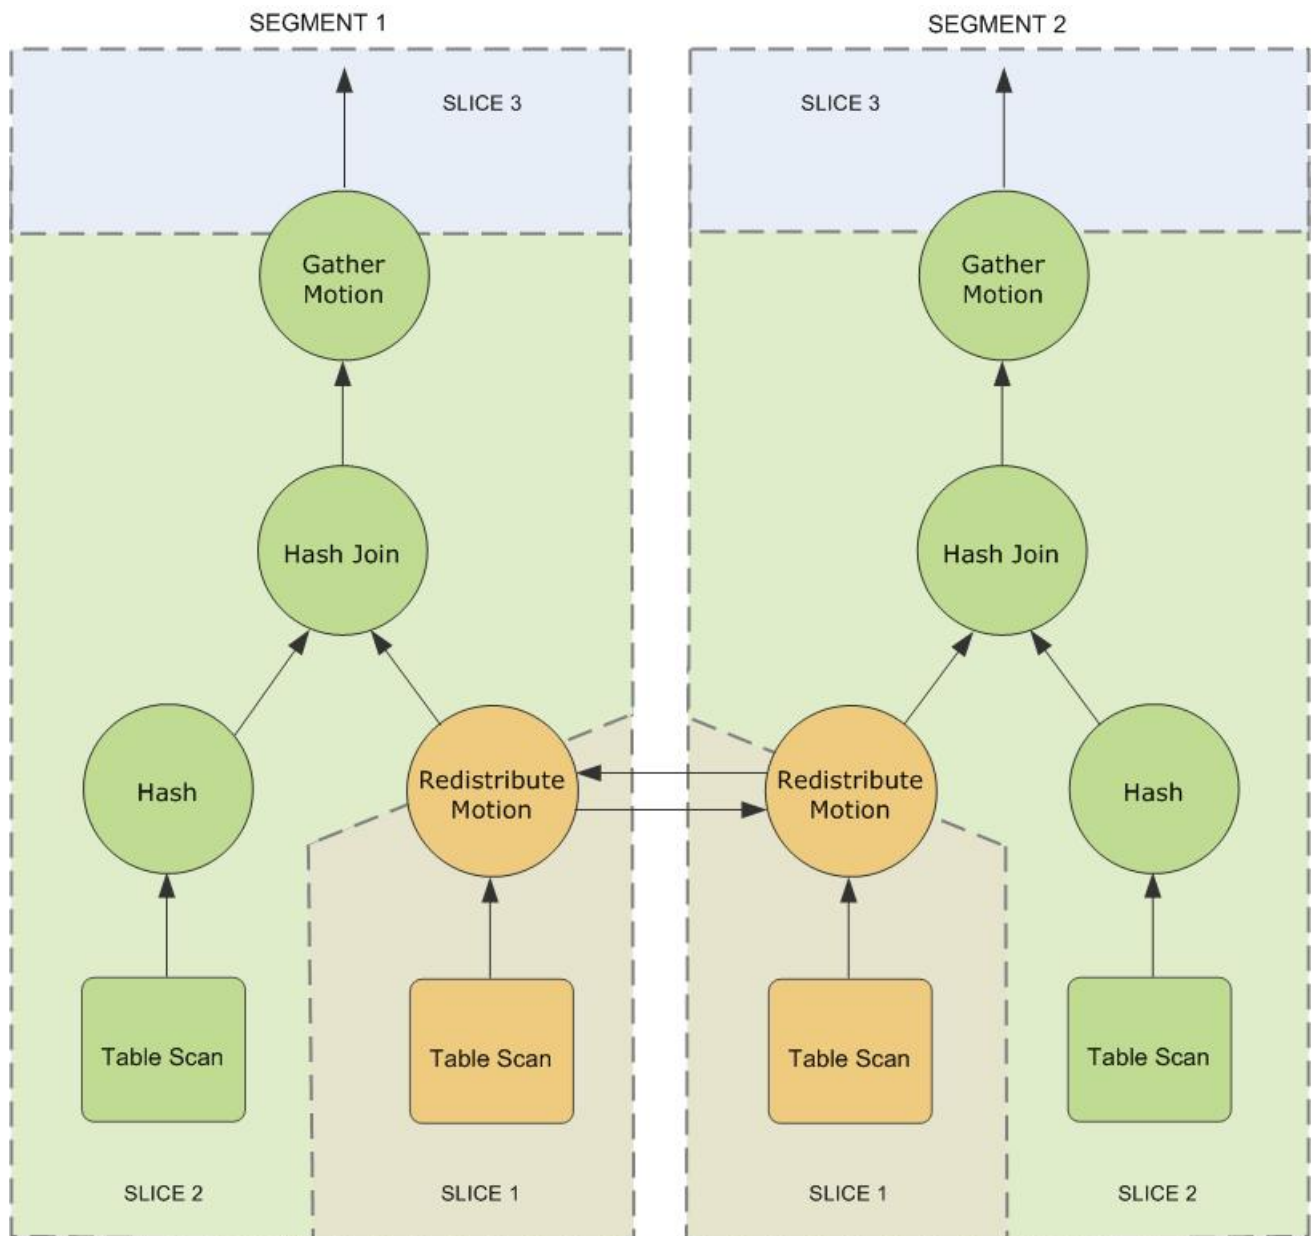 SEGMENT 1
SEGMENT 2
SLICE 3
SLICE 3
Gather
Motion
Gather
Motion
Hash Join
Hash Join
Hash
Redistribute
Motion
Redistribute
Motion
Hash
Table Scan
Table Scan
Table Scan
Table Scan
SLICE 2
SLICE 1
SLICE 1
SLICE 2